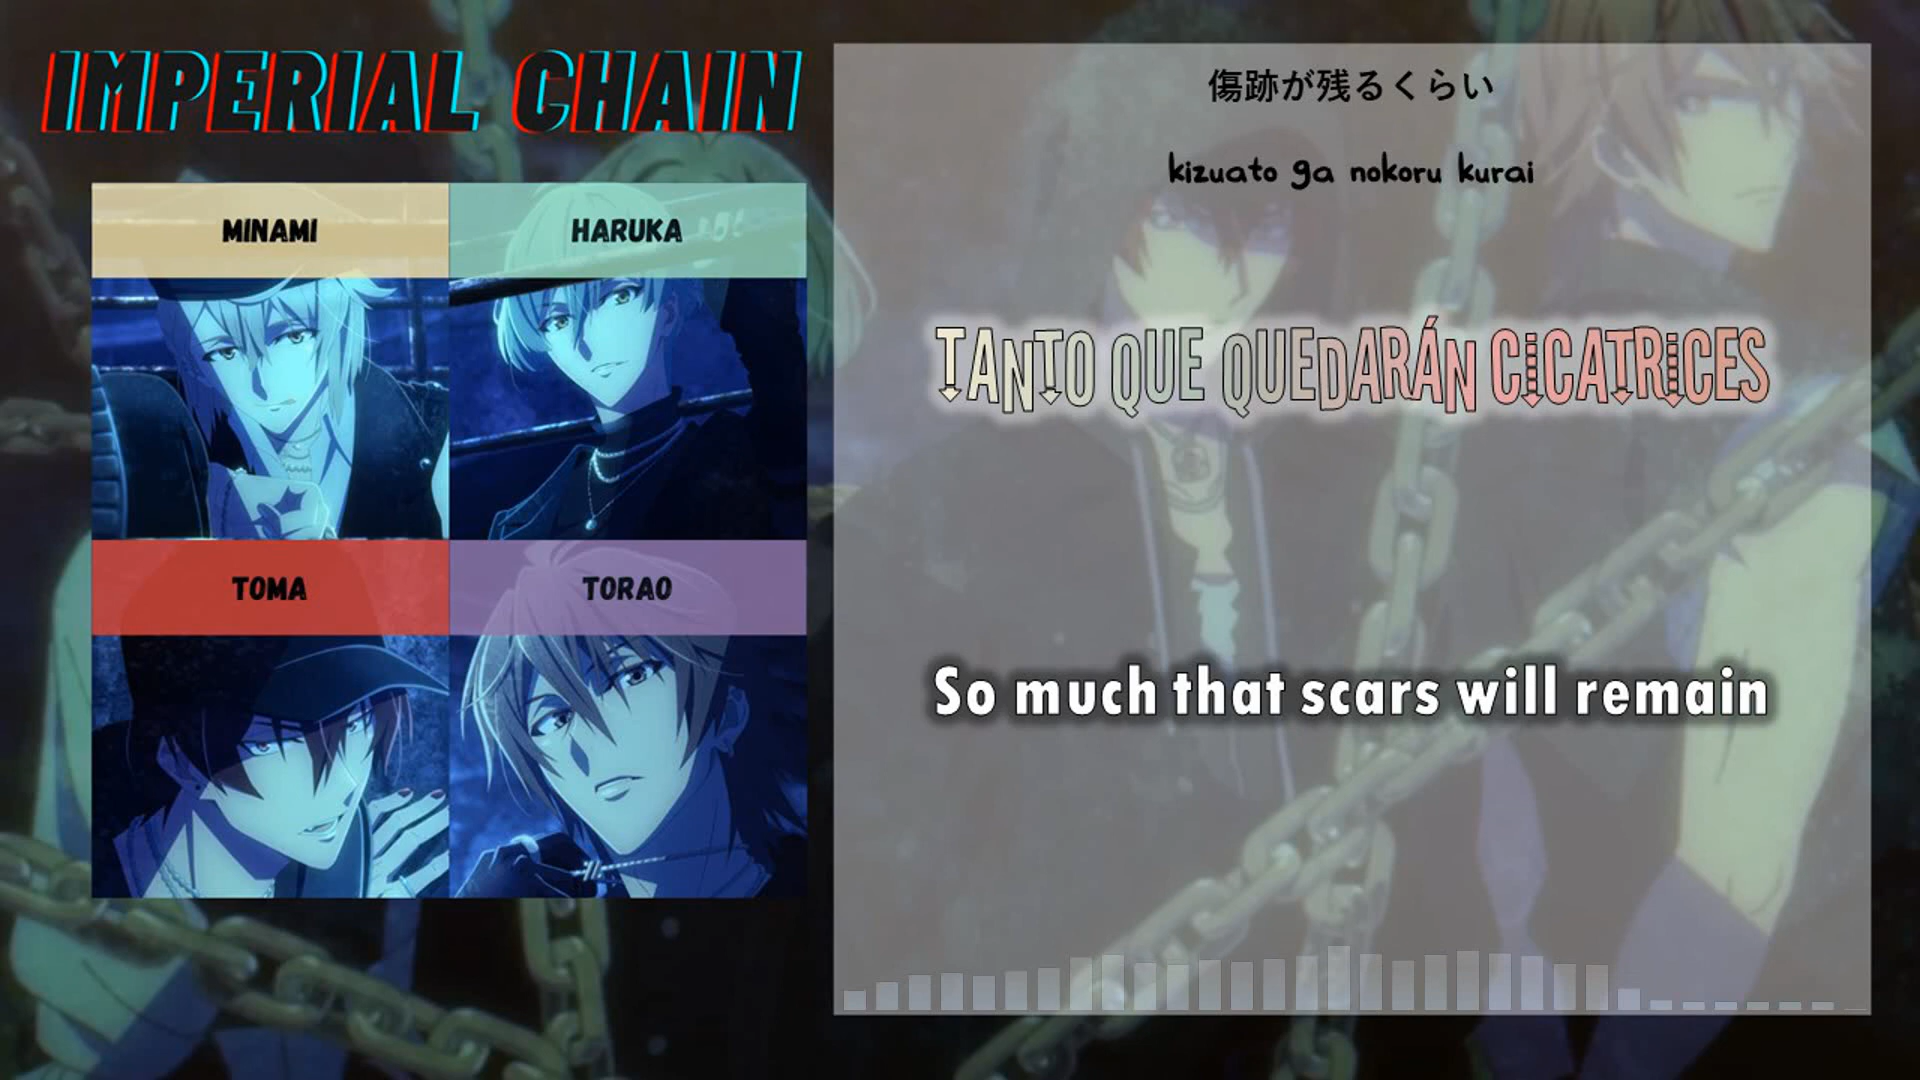 IMPERIAL CHAIN
MINAMI
HARUKA
TOMA
TORAO
傷跡が残るくらい
kizuato ga nokoru kurai
TANTO QUE QUEDARÁN CiCATRiCES
So much that scars will remain